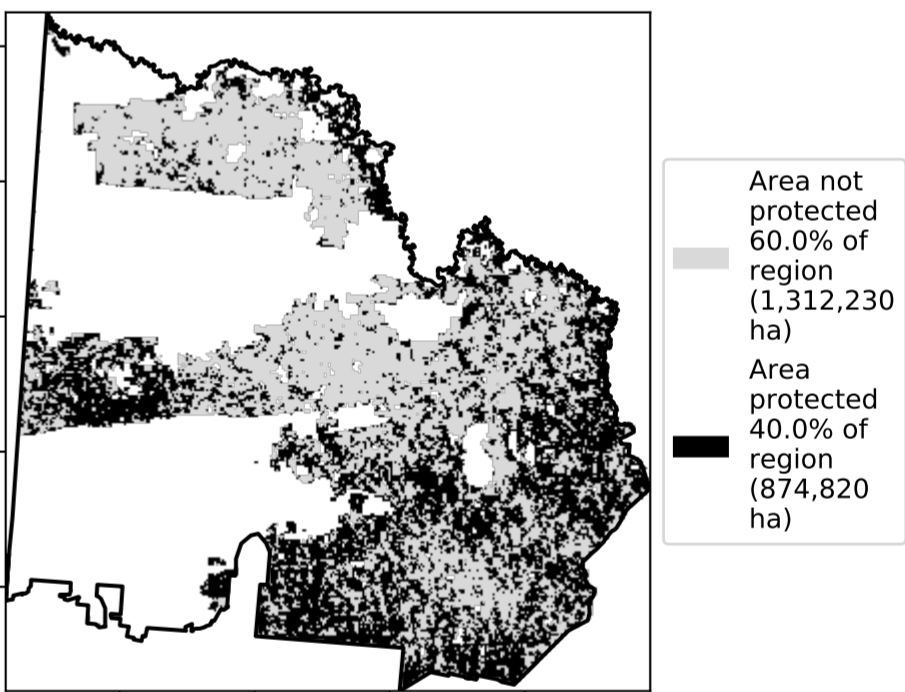 Area not
protected
60.0% of
region
(1,312,230
ha)
Area
protected
40.0% of
region
(874,820
ha)